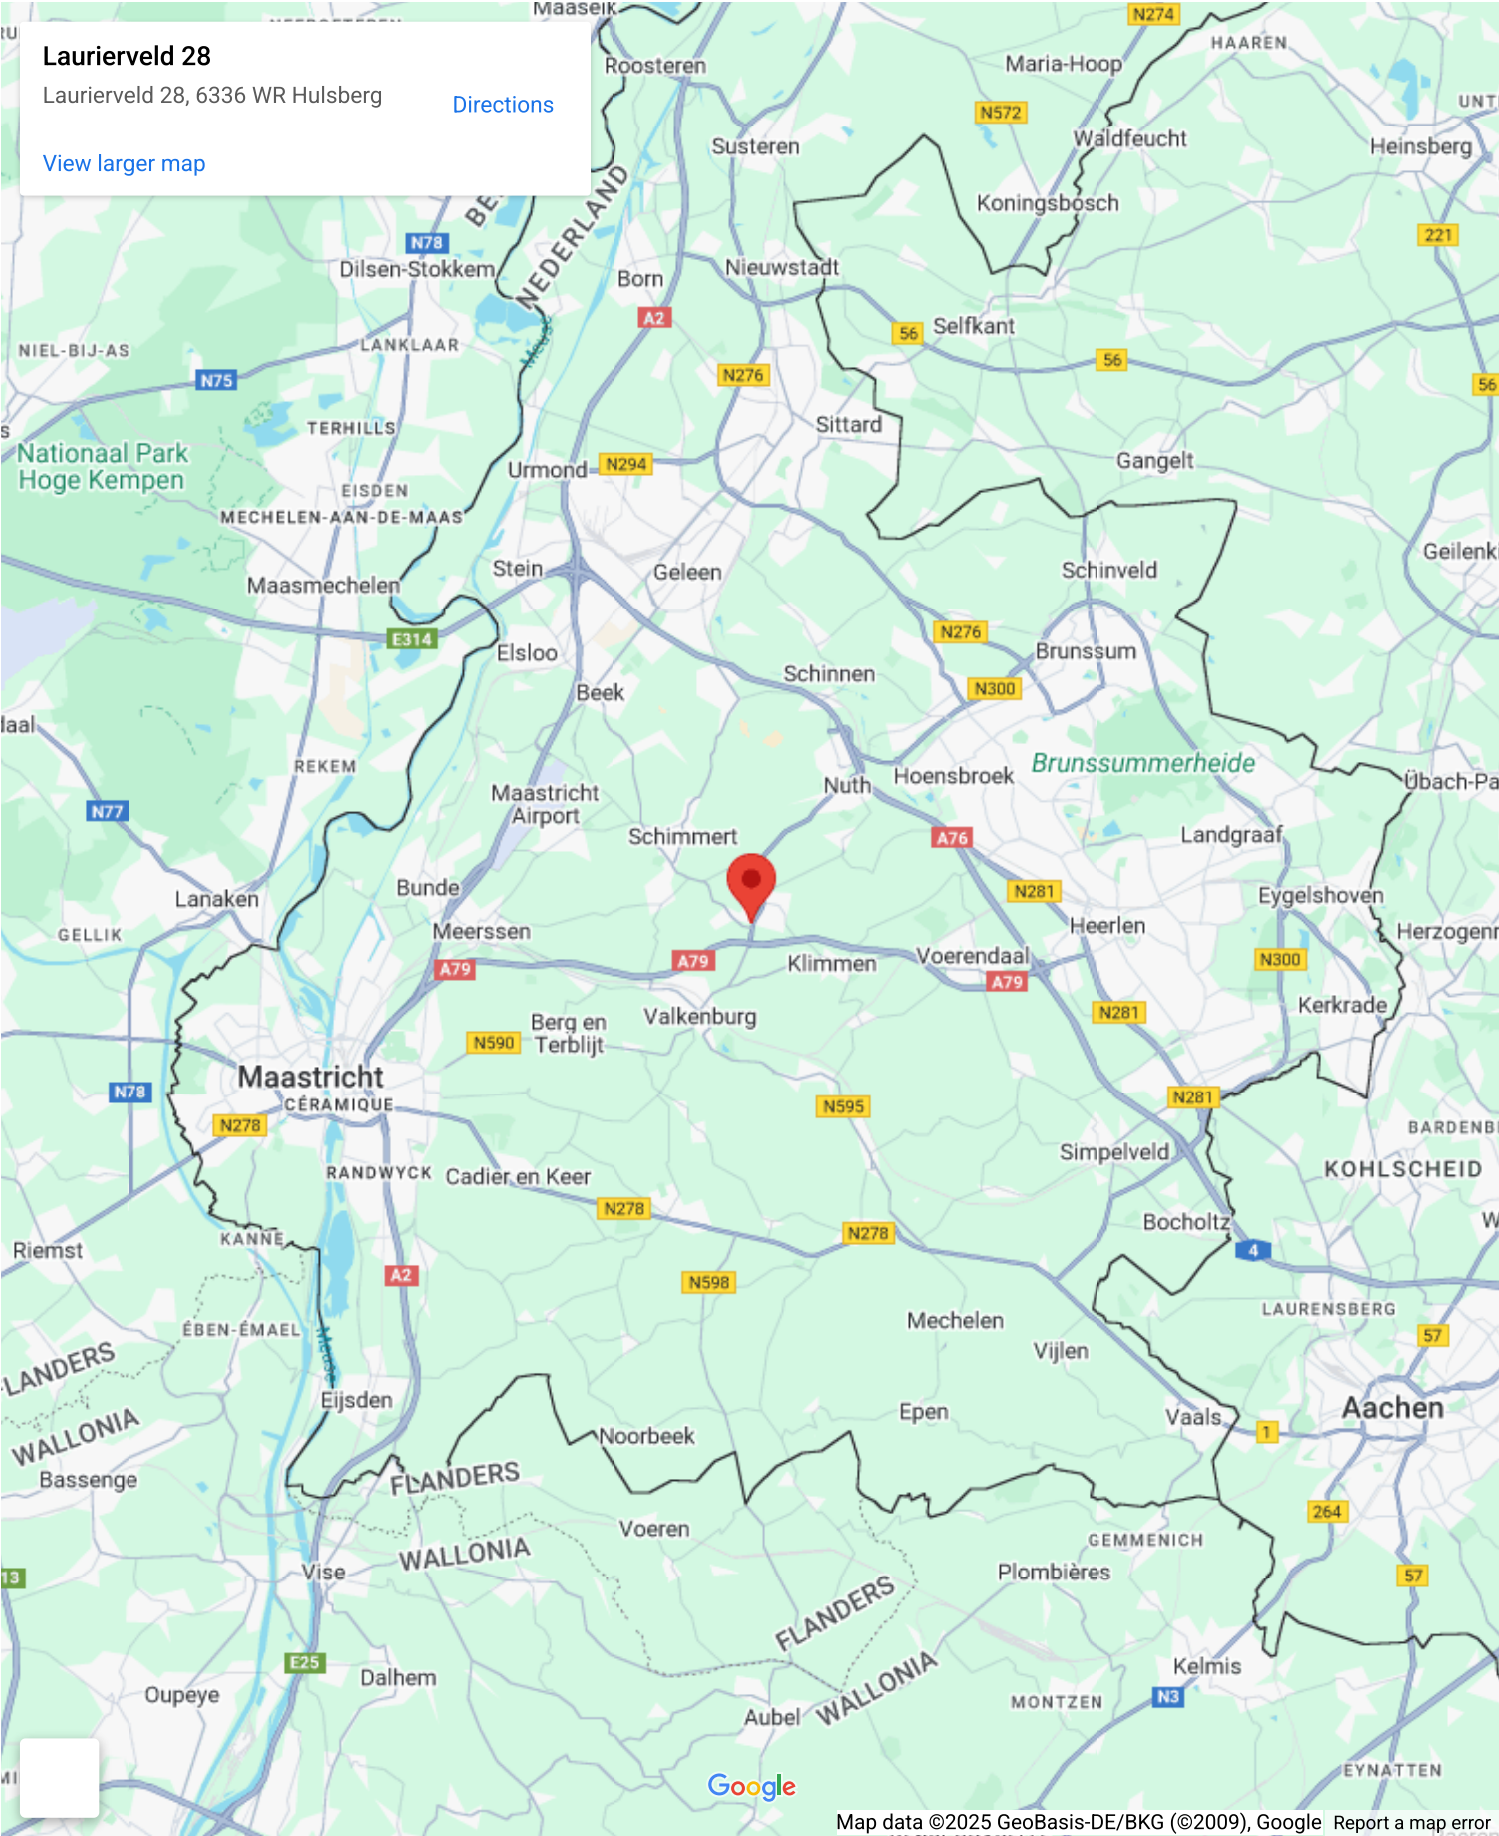 Maaseik
Laurierveld 28
Laurierveld 28, 6336 WR Hulsberg
Directions
View larger map
N274
HAAREN
Roosteren
Maria-Hoop
N572
Waldfeucht
Heinsberg
Susteren
Koningsbosch
NEDERLAND
N78
221
Dilsen-Stokkem
Born
Nieuwstadt
A2
Selfkant
56
Meuse
LANKLAAR
NIEL-BIJ-AS
56
N75
N276
56
TERHILLS
Sittard
Nationaal Park
Hoge Kempen
Urmond
N294
Gangelt
EISDEN
MECHELEN-AAN-DE-MAAS
Stein
Geleen
Schinveld
Maasmechelen
E314
N276
Elsloo
Brunssum
Schinnen
Beek
N300
REKEM
Brunssummerheide
Hoensbroek
Nuth
Maastricht
Airport
N77
Schimmert
A76
Landgraaf
Bunde
N281
Eygelshoven
Lanaken
Heerlen
GELLIK
Meerssen
A79
A79
Klimmen
Voerendaal
A79
N300
Kerkrade
Valkenburg
N281
Berg en
Terblijt
N590
Maastricht
N78
CÉRAMIQUE
N595
N281
N278
BARDENB
Simpelveld
RANDWYCK
Cadier en Keer
KOHLSCHEID
N278
Bocholtz
N278
KANNE
Riemst
4
A2
N598
LAURENSBERG
Mechelen
ÉBEN-ÉMAEL
57
Vijlen
Meuse
LANDERS
Eijsden
Epen
Vaals
Aachen
WALLONIA
Noorbeek
1
Bassenge
FLANDERS
264
Voeren
GEMMENICH
WALLONIA
Vise
Plombières
57
13
FLANDERS
E25
Kelmis
Dalhem
WALLONIA
Oupeye
N3
MONTZEN
Aubel
EYNATTEN
Google
Map data ©2025 GeoBasis-DE/BKG (©2009), Google
Report a map error